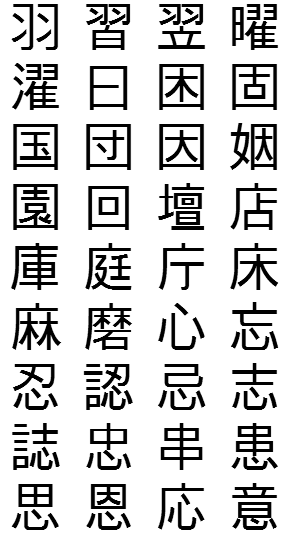 羽 習 翌 曜
濯 曰 困 固
国 団 因 姻
園 回 壇 店
庫 庭 庁 床
麻 磨 心 忘
忍 認 忌 志
誌 忠 串 患
思 恩 応 意